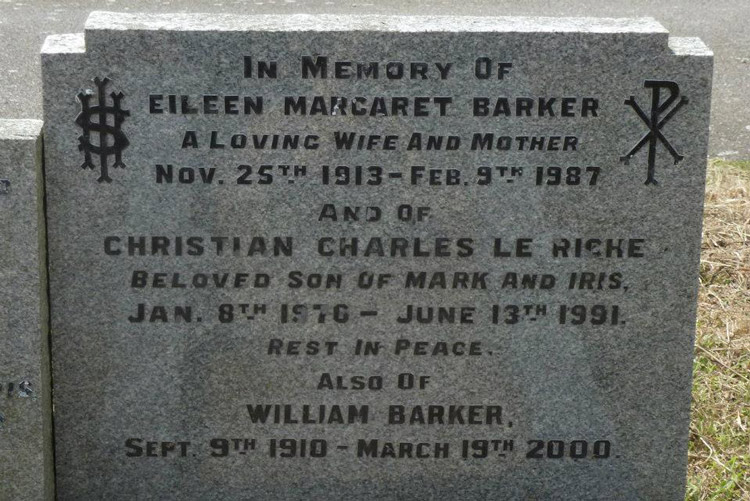 IN MEMORY OF
EILEEN MARGARET BARKER
A LOVING WIFE AND MOTHER
NOV. 25TH 1913 - FEB. 9TH 1987
AND OF
CHRISTIAN CHARLES LE RICHE
BELOVED SON OF MARK AND IRIS,
JAN. 8TH 1976 - JUNE 13TH 1991.
REST IN PEACE.
ALSO OF
WILLIAM BARKER,
SEPT. 9TH 1910 - MARCH 19TH 2000.